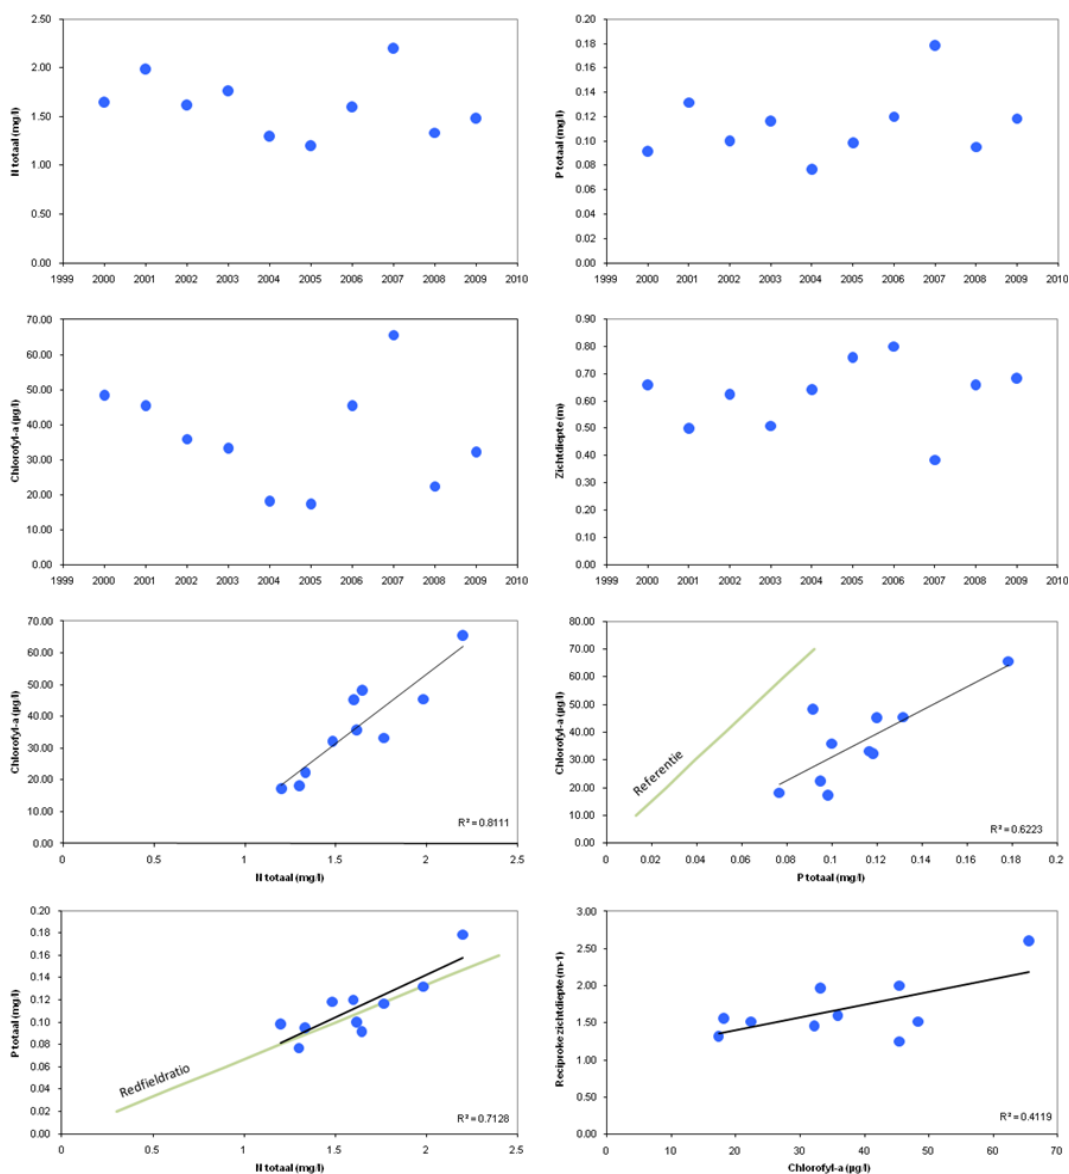 2.50
2.00
1.50
1.00
0.50
0.00
N totaal (mg/l)
1999 2000 2001 2002 2003 2004 2005 2006 2007 2008 2009 2010
0.20
0.18
0.16
0.14
0.12
0.10
0.08
0.06
0.04
0.02
0.00
P totaal (mg/l)
1999 2000 2001 2002 2003 2004 2005 2006 2007 2008 2009 2010
70.00
60.00
50.00
40.00
30.00
20.00
10.00
0.00
Chlorofyl-a (µg/l)
1999 2000 2001 2002 2003 2004 2005 2006 2007 2008 2009 2010
0.90
0.80
0.70
0.60
0.50
0.40
0.30
0.20
0.10
0.00
Zichtdiepte (m)
1999 2000 2001 2002 2003 2004 2005 2006 2007 2008 2009 2010
70.00
60.00
50.00
40.00
30.00
20.00
10.00
0.00
Chlorofyl-a (µg/l)
R² = 0.8111
0 0.5 1 1.5 2 2.5
N totaal (mg/l)
80.00
70.00
60.00
50.00
40.00
30.00
20.00
10.00
0.00
Chlorofyl-a (µg/l)
Referentie
R² = 0.6223
0 0.02 0.04 0.06 0.08 0.1 0.12 0.14 0.16 0.18 0.2
P totaal (mg/l)
0.20
0.18
0.16
0.14
0.12
0.10
0.08
0.06
0.04
0.02
0.00
P totaal (mg/l)
Redfieldratio
R² = 0.7128
0 0.5 1 1.5 2 2.5
N totaal (mg/l)
3.00
2.50
2.00
1.50
1.00
0.50
0.00
Reciproke zichtdiepte (m-1)
R² = 0.4119
0 10 20 30 40 50 60 70
Chlorofyl-a (µg/l)